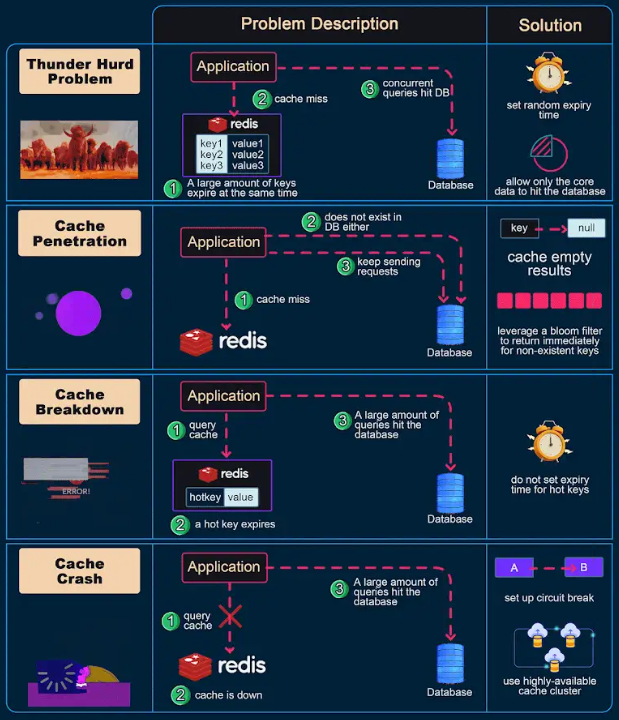 Problem Description
Solution
Thunder Hurd
Problem
Application
2 cache miss
3 concurrent
queries hit DB
redis
key1 value1
key2 value2
key3 value3
1 A large amount of keys
expire at the same time
Database
set random expiry
time
allow only the core
data to hit the database
Cache
Penetration
Application
2 does not exist in
DB either
3 keep sending
requests
1 cache miss
redis
Database
key null
cache empty
results
leverage a bloom filter
to return immediately
for non-existent keys
Cache
Breakdown
ERROR!
Application
1 query
cache
3 A large amount of
queries hit the
database
redis
hotkey value
2 a hot key expires
Database
do not set expiry
time for hot keys
Cache
Crash
Application
1 query
cache
3 A large amount of
queries hit the
database
redis
2 cache is down
Database
A B
set up circuit break
use highly-available
cache cluster